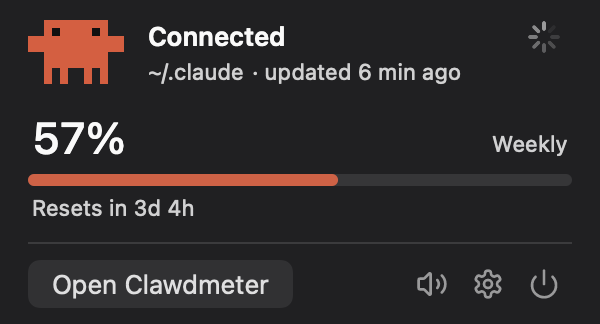 Connected
~/.claude · updated 6 min ago
57%
Weekly
Resets in 3d 4h
Open Clawdmeter